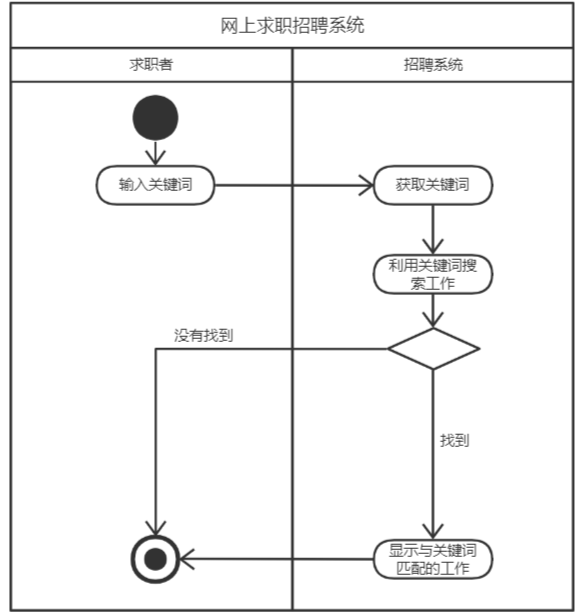 网上求职招聘系统
求职者
招聘系统
输入关键词
获取关键词
利用关键词搜
索工作
没有找到
找到
显示与关键词
匹配的工作